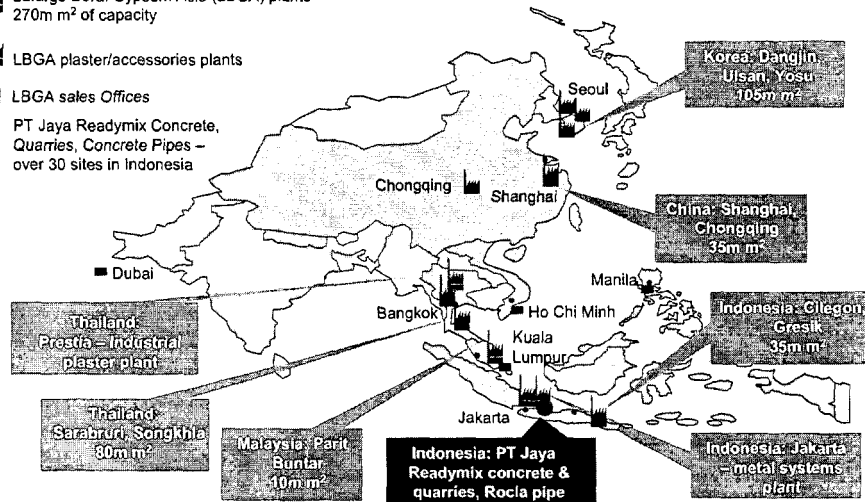 270m m² of capacity
LBGA plaster/accessories plants
LBGA sales Offices
PT Jaya Readymix Concrete,
Quarries, Concrete Pipes –
over 30 sites in Indonesia
Seoul
Korea: Dangjin,
Ulsan, Yosu
105m m²
Chongqing
Shanghai
China: Shanghai,
Chongqing
35m m²
Dubai
Manila
Bangkok
Ho Chi Minh
Kuala
Lumpur
Thailand:
Prestia – Industrial
plaster plant
Indonesia: Cilegon,
Gresik
35m m²
Thailand:
Saraburi, Songkhla
80m m²
Malaysia: Parit
Buntar
10m m²
Jakarta
Indonesia: PT Jaya
Readymix concrete &
quarries, Rocla pipe
Indonesia: Jakarta
– metal systems
plant